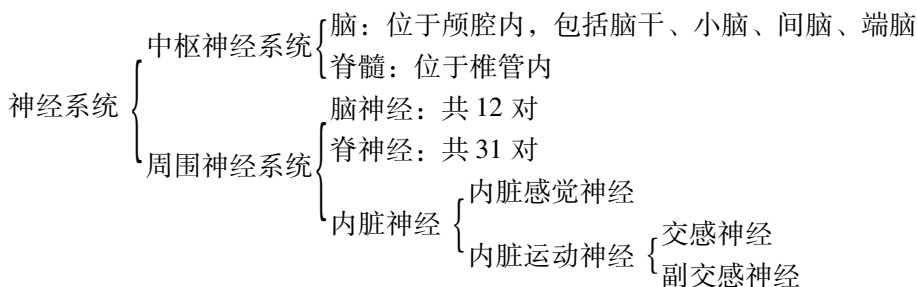 中枢神经系统
脑：位于颅腔内，包括脑干、小脑、间脑、端脑
脊髓：位于椎管内
神经系统
周围神经系统
脑神经：共 12 对
脊神经：共 31 对
内脏神经
内脏感觉神经
内脏运动神经
交感神经
副交感神经